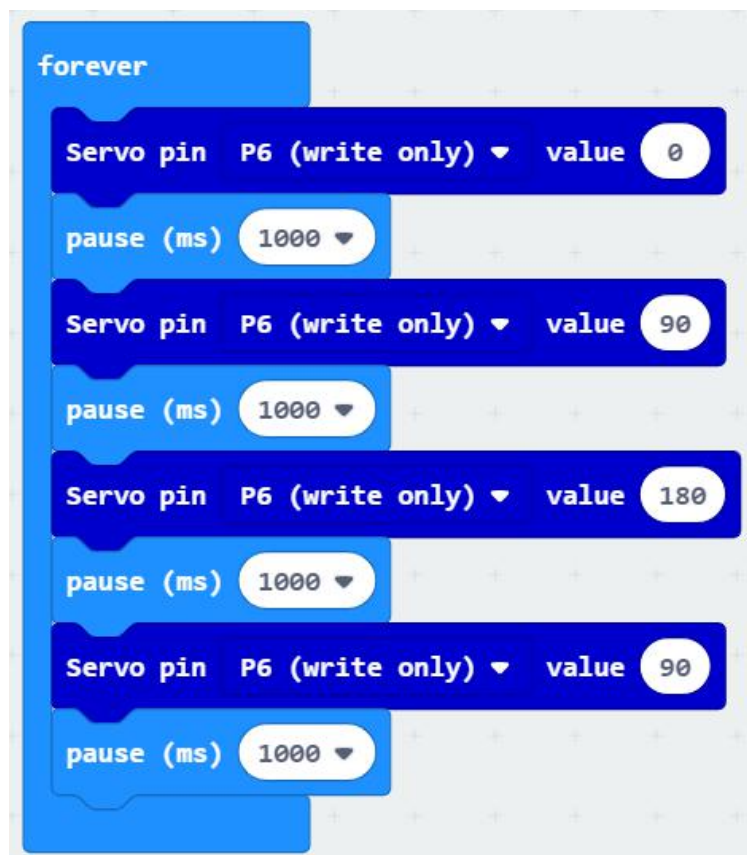 forever
Servo pin P6 (write only) value 0
pause (ms) 1000
Servo pin P6 (write only) value 90
pause (ms) 1000
Servo pin P6 (write only) value 180
pause (ms) 1000
Servo pin P6 (write only) value 90
pause (ms) 1000